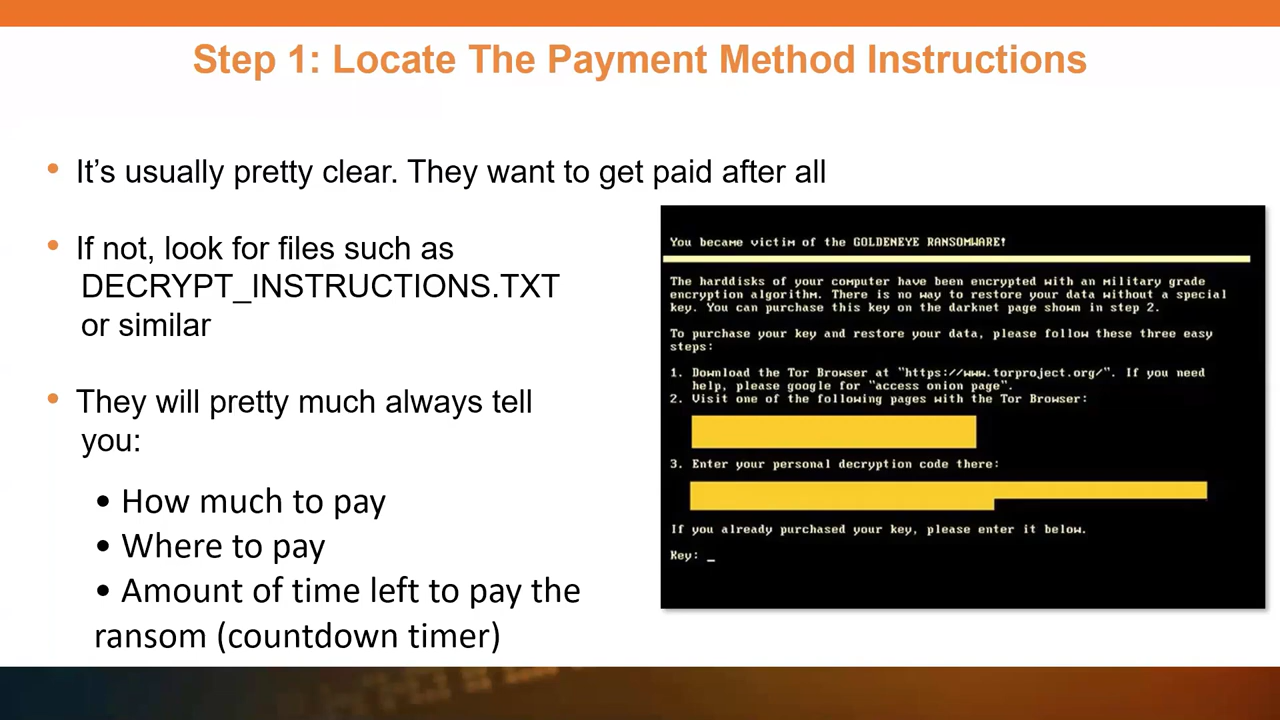 Step 1: Locate The Payment Method Instructions
• It’s usually pretty clear. They want to get paid after all
• If not, look for files such as
DECRYPT_INSTRUCTIONS.TXT
or similar
• They will pretty much always tell
you:
• How much to pay
• Where to pay
• Amount of time left to pay the
ransom (countdown timer)
You became victim of the GOLDENEYE RANSOMWARE!
The harddisks of your computer have been encrypted with an military grade
encryption algorithm. There is no way to restore your data without a special
key. You can purchase this key on the darknet page shown in step 2.
To purchase your key and restore your data, please follow these three easy
steps:
1. Download the Tor Browser at "https://www.torproject.org/". If you need
help, please google for "access onion page".
2. Visit one of the following pages with the Tor Browser:
3. Enter your personal decryption code there:
If you already purchased your key, please enter it below.
Key: _